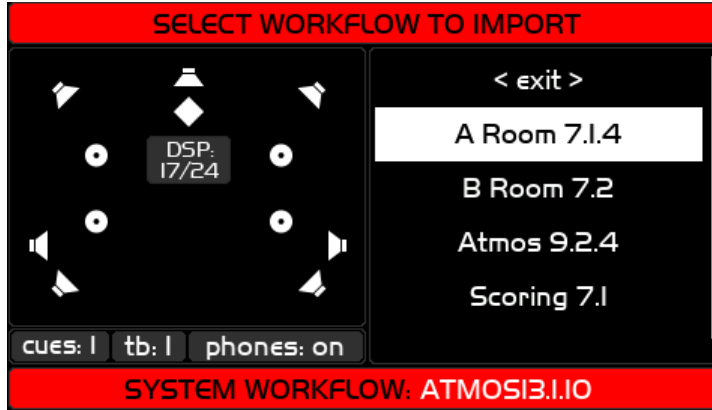 SELECT WORKFLOW TO IMPORT
DSP:
17/24
cues: 1 tb: 1 phones: on
< exit >
A Room 7.1.4
B Room 7.2
Atmos 9.2.4
Scoring 7.1
SYSTEM WORKFLOW: ATMOS13.1.10